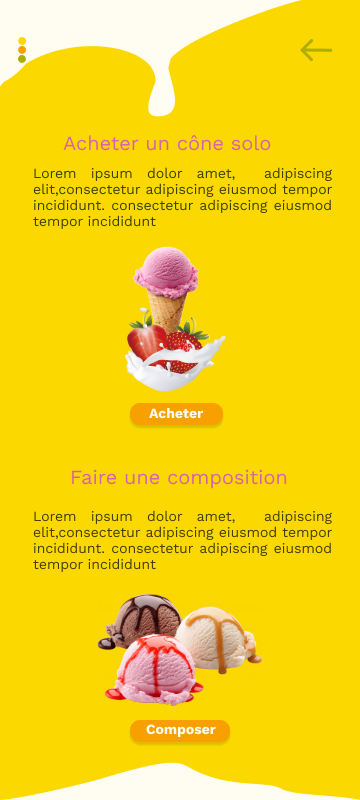 Acheter un cône solo
Lorem ipsum dolor amet, adipiscing
elit,consectetur adipiscing eiusmod tempor
incididunt. consectetur adipiscing eiusmod
tempor incididunt
Acheter
Faire une composition
Lorem ipsum dolor amet, adipiscing
elit,consectetur adipiscing eiusmod tempor
incididunt. consectetur adipiscing eiusmod
tempor incididunt
Composer